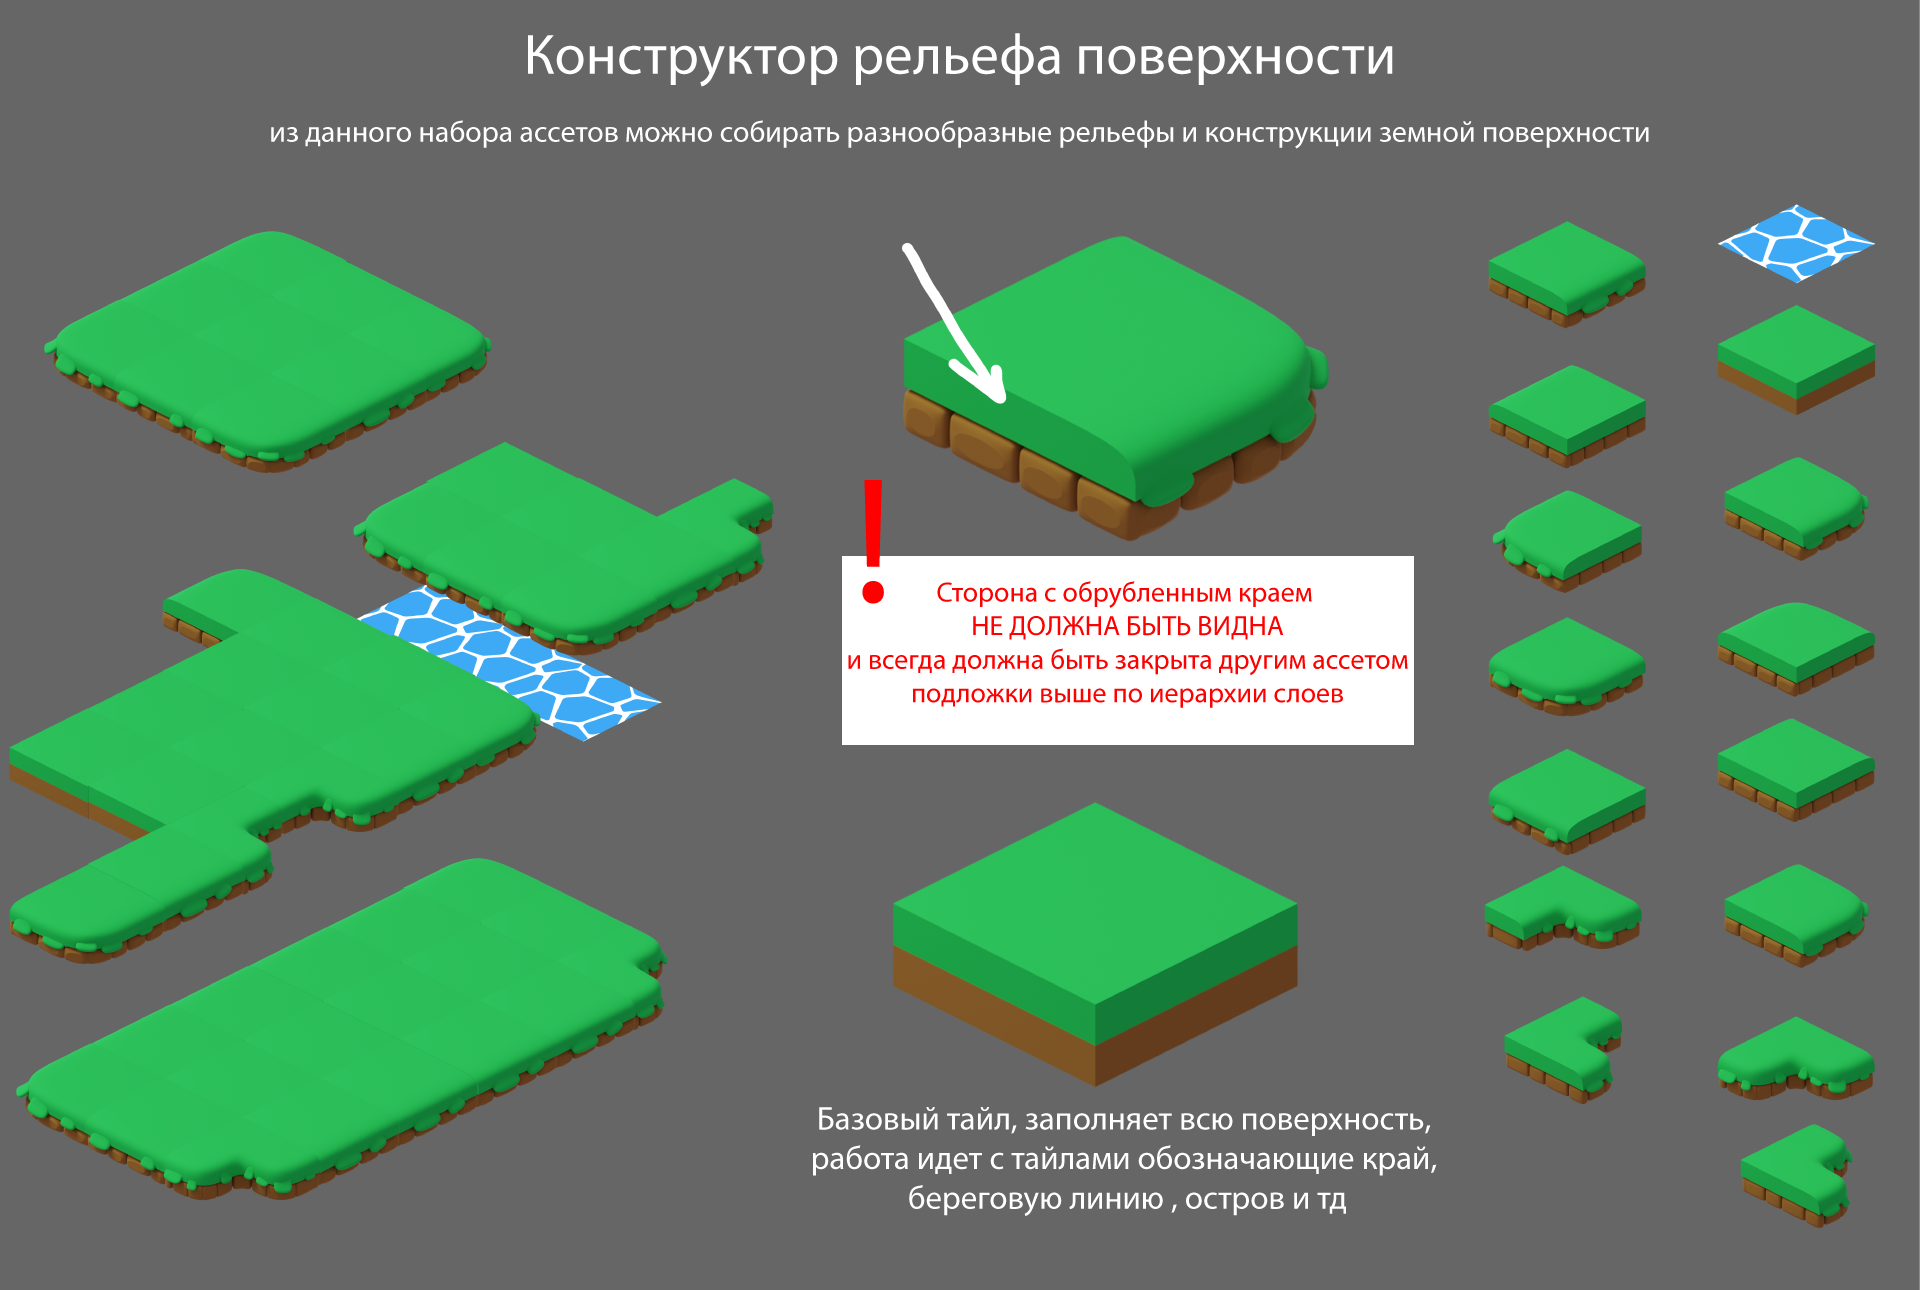 Конструктор рельефа поверхности
из данного набора ассетов можно собирать разнообразные рельефы и конструкции земной поверхности
!
Сторона с обрубленным краем
НЕ ДОЛЖНА БЫТЬ ВИДНА
и всегда должна быть закрыта другим ассетом
подложки выше по иерархии слоев
Базовый тайл, заполняет всю поверхность,
работа идет с тайлами обозначающие край,
береговую линию , остров и тд